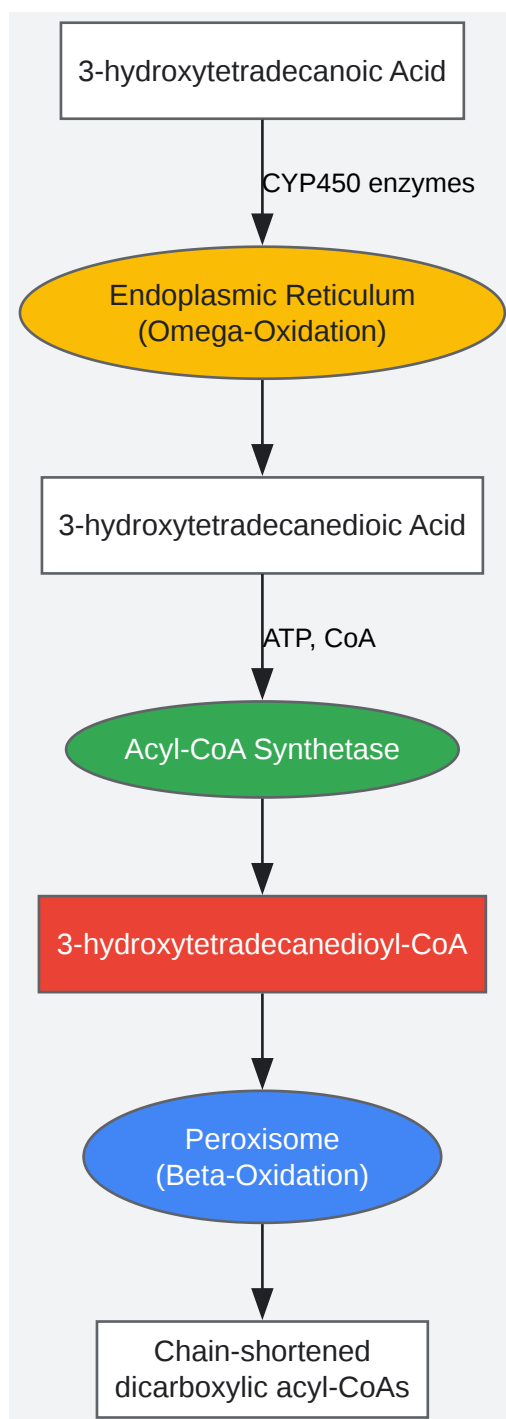 3-hydroxytetradecanoic Acid
CYP450 enzymes
Endoplasmic Reticulum
(Omega-Oxidation)
3-hydroxytetradecanedioic Acid
ATP, CoA
Acyl-CoA Synthetase
3-hydroxytetradecanedioyl-CoA
Peroxisome
(Beta-Oxidation)
Chain-shortened
dicarboxylic acyl-CoAs